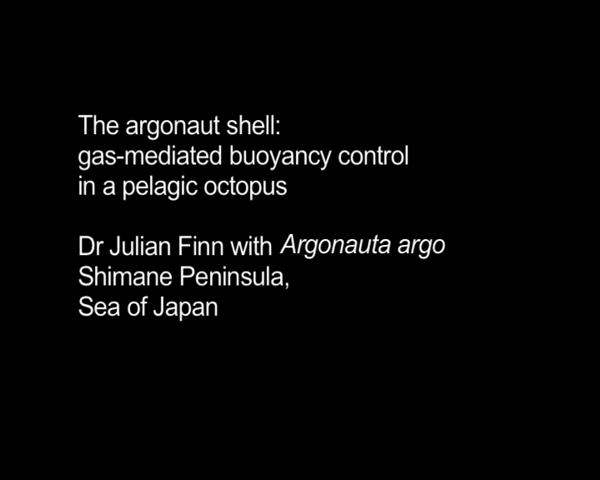 The argonaut shell:
gas-mediated buoyancy control
in a pelagic octopus
Dr Julian Finn with Argonauta argo
Shimane Peninsula,
Sea of Japan